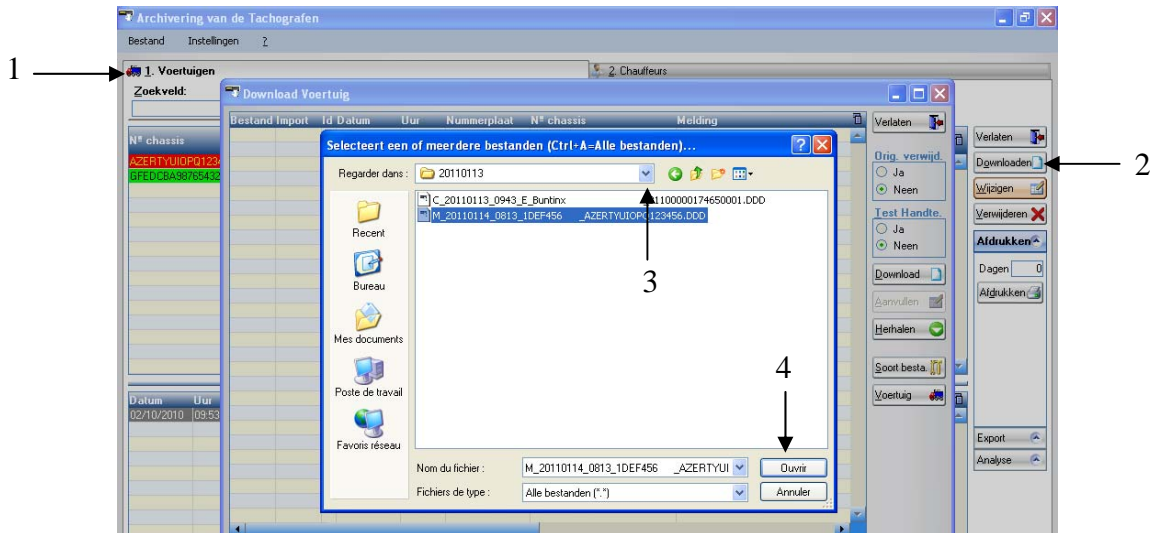 Archivering van de Tachografen
Bestand Instellingen ?
1
1. Voertuigen
2. Chauffeurs
Zoekveld:
Download Voertuig
Bestand Import Id Datum Uur Nummerplaat N° chassis Melding
Verlaten
N° chassis
AZERTYUIOPQ1234
GFEDCBA98765432
Selecteert een of meerdere bestanden (Ctrl+A=Alle bestanden)...
Regarder dans : 20110113
C_20110113_0943_E_Buntinx 1100000174650001.DDD
M_20110114_0813_1DEF456 _AZERTYUIOPQ123456.DDD
Recent
Bureau
Mes documents
Poste de travail
Favoris réseau
3
4
Nom du fichier : M_20110114_0813_1DEF456 _AZERTYUI
Ouvrir
Fichiers de type : Alle bestanden (*.*)
Annuler
Orig. verwijd.
Ja
Neen
Test Handte.
Ja
Neen
Download
Aanvullen
Herhalen
Soort besta.
Voertuig
Verlaten
Downloaden
2
Wijzigen
Verwijderen
Afdrukken
Dagen 0
Afdrukken
Export
Analyse
Datum Uur
02/10/2010 09:53